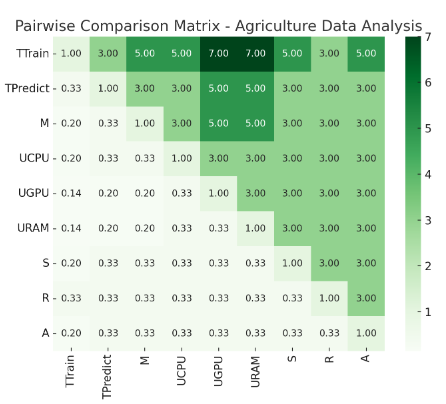 Pairwise Comparison Matrix - Agriculture Data Analysis
TTrain 1.00 3.00 5.00 5.00 7.00 7.00 5.00 3.00 5.00
TPredict 0.33 1.00 3.00 3.00 5.00 5.00 3.00 3.00 3.00
M 0.20 0.33 1.00 3.00 5.00 5.00 3.00 3.00 3.00
UCPU 0.20 0.33 0.33 1.00 3.00 3.00 3.00 3.00 3.00
UGPU 0.14 0.20 0.20 0.33 1.00 3.00 3.00 3.00 3.00
URAM 0.14 0.20 0.20 0.33 0.33 1.00 3.00 3.00 3.00
S 0.20 0.33 0.33 0.33 0.33 0.33 1.00 3.00 3.00
R 0.33 0.33 0.33 0.33 0.33 0.33 0.33 1.00 3.00
A 0.20 0.33 0.33 0.33 0.33 0.33 0.33 0.33 1.00
TTrain TPredict M UCPU UGPU URAM S R A
7
6
5
4
3
2
1